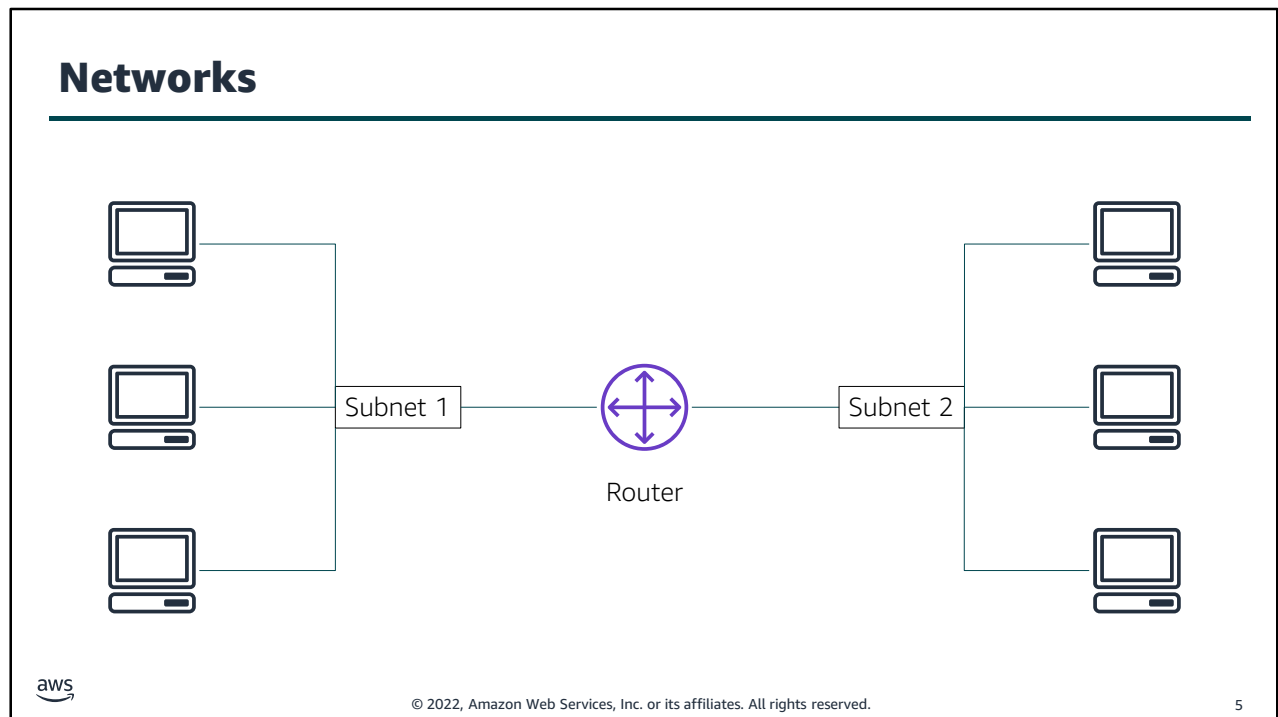 Networks
Subnet 1
Subnet 2
Router
aws
© 2022, Amazon Web Services, Inc. or its affiliates. All rights reserved.
5